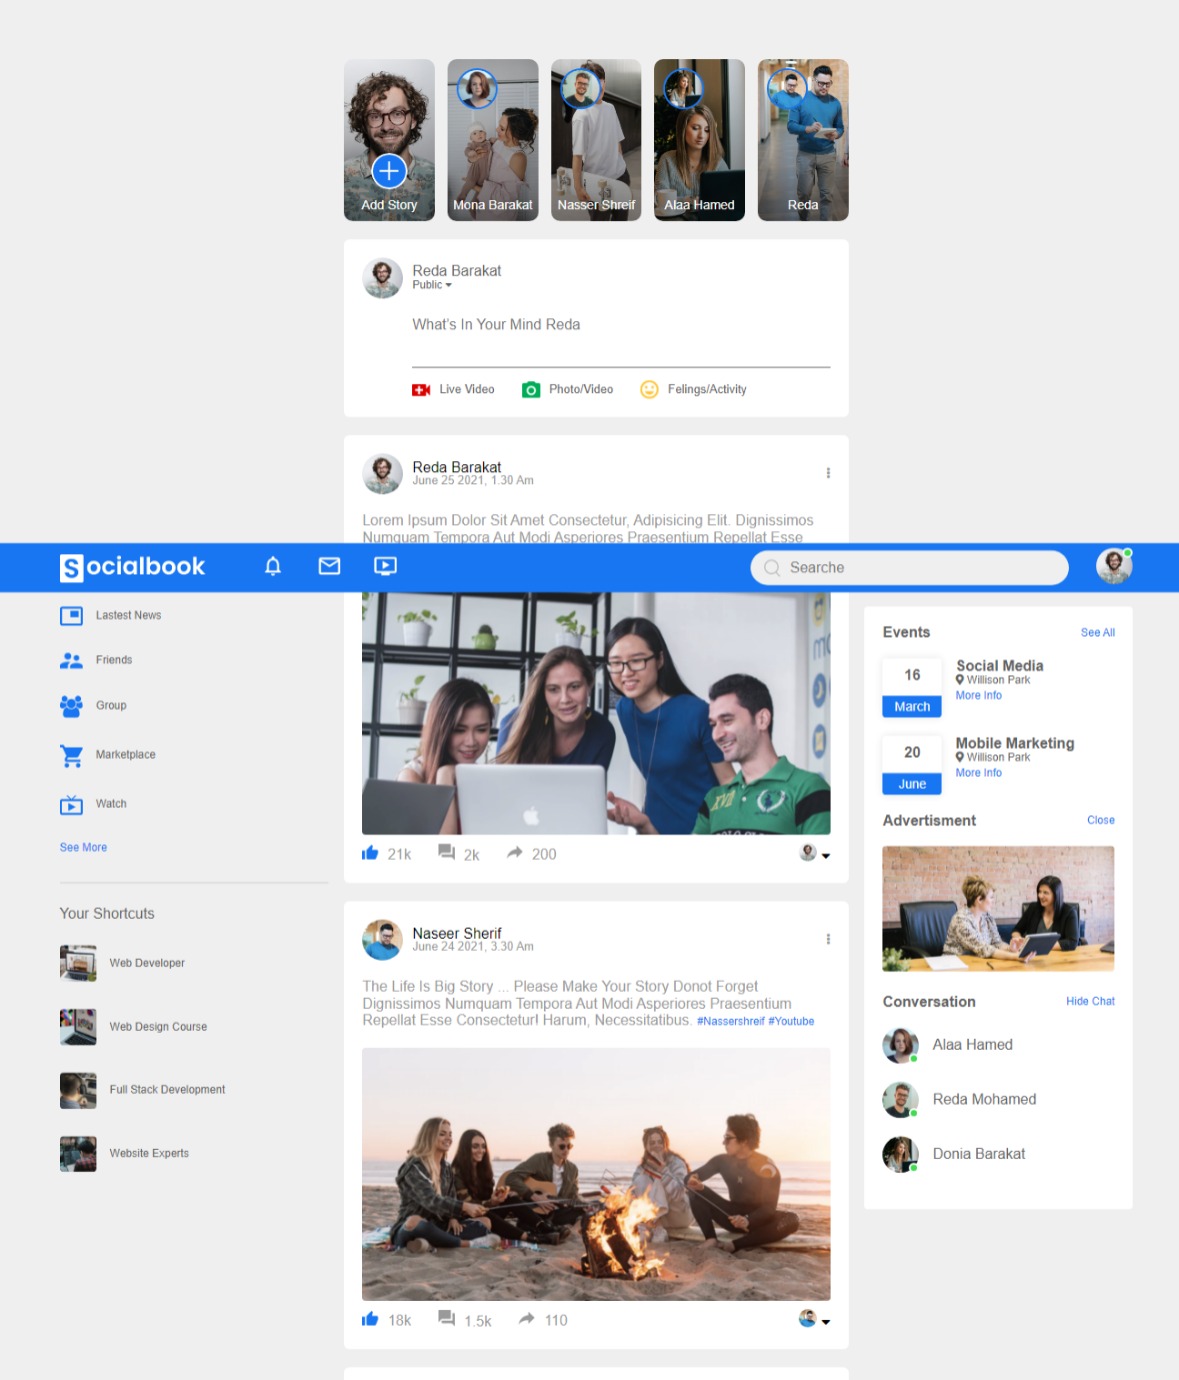 Add Story
Mona Barakat
Nasser Shreif
Alaa Hamed
Reda
Reda Barakat
Public
What's In Your Mind Reda
Live Video
Photo/Video
Felings/Activity
Reda Barakat
June 25 2021, 1.30 Am
Lorem Ipsum Dolor Sit Amet Consectetur, Adipisicing Elit. Dignissimos
Numquam Tempora Aut Modi Asperiores Praesentium Repellat Esse
Socialbook
Searche
Lastest News
Friends
Group
Marketplace
Watch
See More
Your Shortcuts
Web Developer
Web Design Course
Full Stack Development
Website Experts
21k
2k
200
Naseer Sherif
June 24 2021, 3.30 Am
The Life Is Big Story ... Please Make Your Story Donot Forget
Dignissimos Numquam Tempora Aut Modi Asperiores Praesentium
Repellat Esse Consectetur! Harum, Necessitatibus. #Nassershreif #Youtube
18k
1.5k
110
Events
See All
16
March
Social Media
Willison Park
More Info
20
June
Mobile Marketing
Willison Park
More Info
Advertisment
Close
Conversation
Hide Chat
Alaa Hamed
Reda Mohamed
Donia Barakat